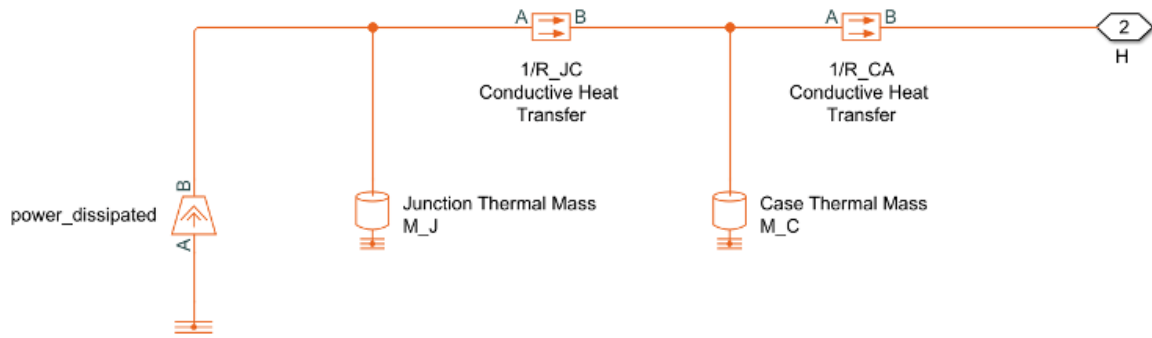 A B
A B
2
H
1/R_JC
Conductive Heat
Transfer
1/R_CA
Conductive Heat
Transfer
B
power_dissipated
A
Junction Thermal Mass
M_J
Case Thermal Mass
M_C